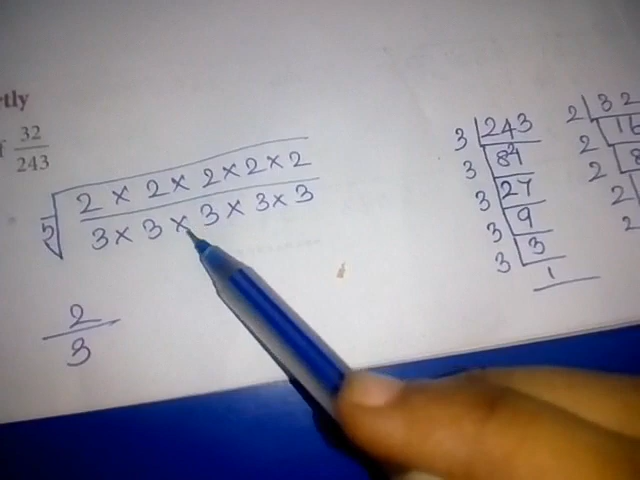 32
243
5√ 2 × 2 × 2 × 2 × 2
3 × 3 × 3 × 3 × 3
2
3
3 | 243
3 | 81
3 | 27
3 | 9
3 | 3
1
2 | 32
2 | 16
2 | 8
2
2